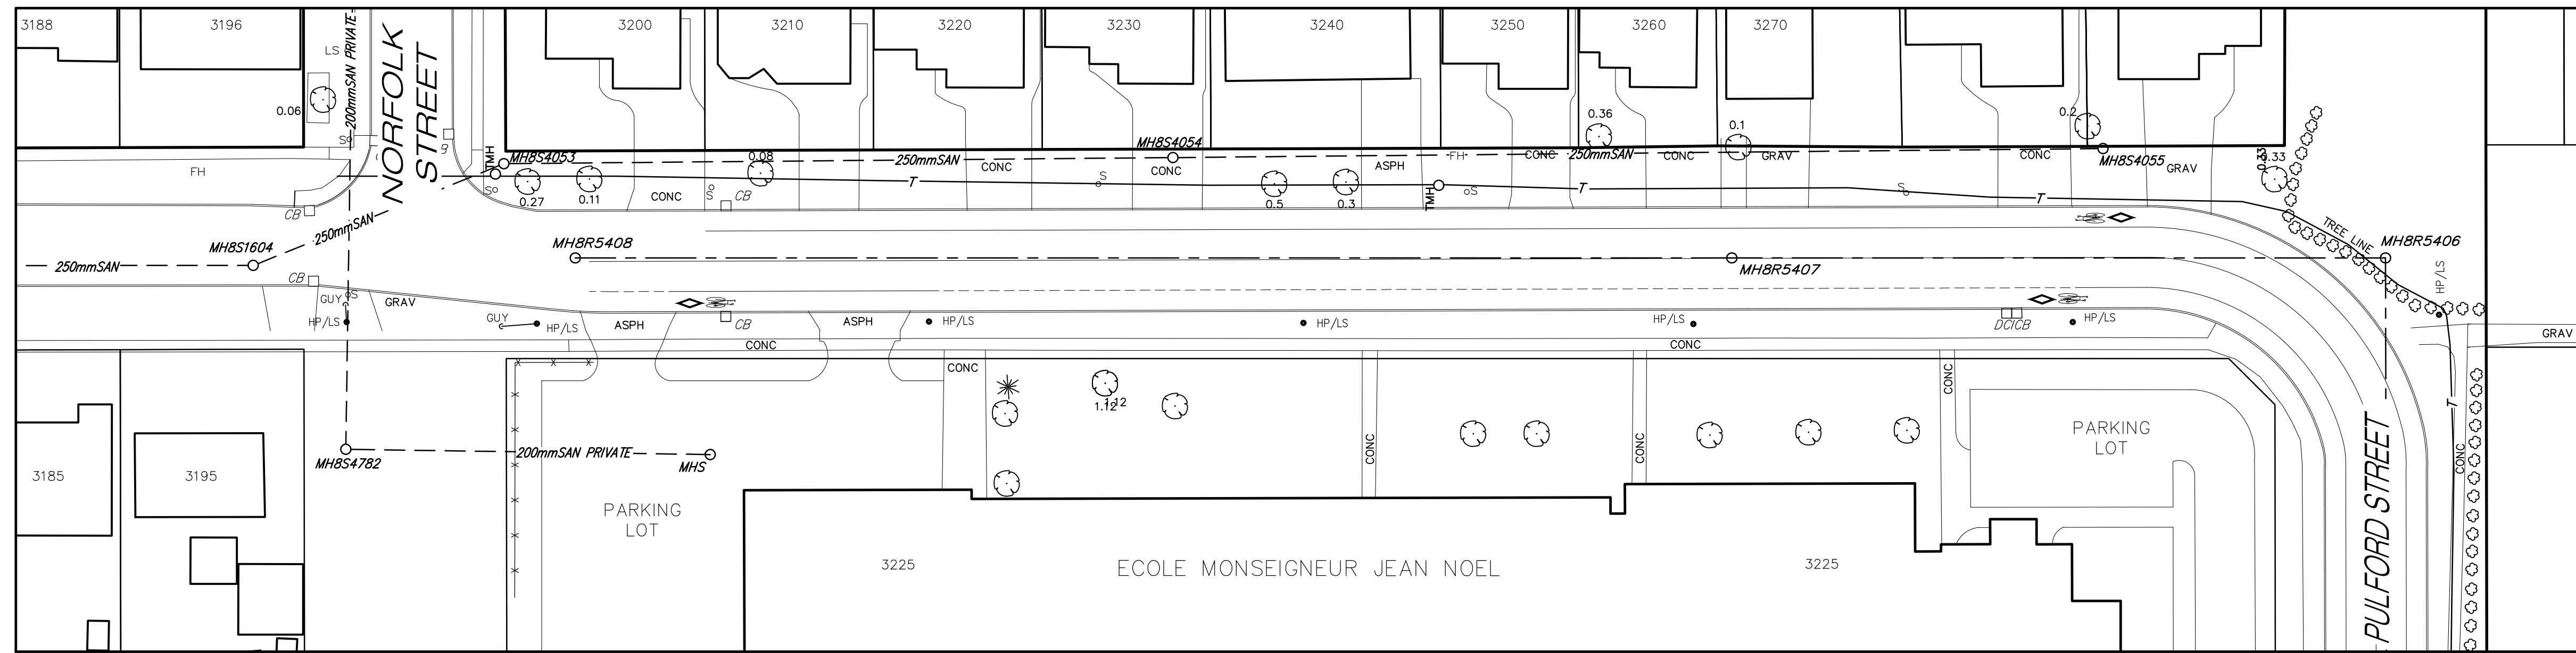 3188
3196
3200
3210
3220
3230
3240
3250
3260
3270
LS
200mmSAN PRIVATE
NORFOLK
STREET
0.06
S
FH
TMH
MH8S4053
0.08
250mmSAN
MH8S4054
0.36
0.1
0.2
CONC
CONC
ASPH
FH
CONC
250mmSAN
CONC
GRAV
CONC
MH8S4055
GRAV
0.33
0.33
S
0.27
0.11
CONC
S
CB
T
S
0.5
0.3
TMH
S
T
S
T
CB
250mmSAN
MH8S1604
250mmSAN
MH8R5408
MH8R5407
TREE LINE
MH8R5406
HP/LS
CB
GUY
S
GRAV
HP/LS
GUY
HP/LS
ASPH
CB
ASPH
HP/LS
HP/LS
HP/LS
DCICB
HP/LS
GRAV
CONC
CONC
CONC
1.12
1.12
CONC
CONC
CONC
T
CONC
PARKING
LOT
PULFORD STREET
3185
3195
MH8S4782
200mmSAN PRIVATE
MHS
PARKING
LOT
3225
ECOLE MONSEIGNEUR JEAN NOEL
3225